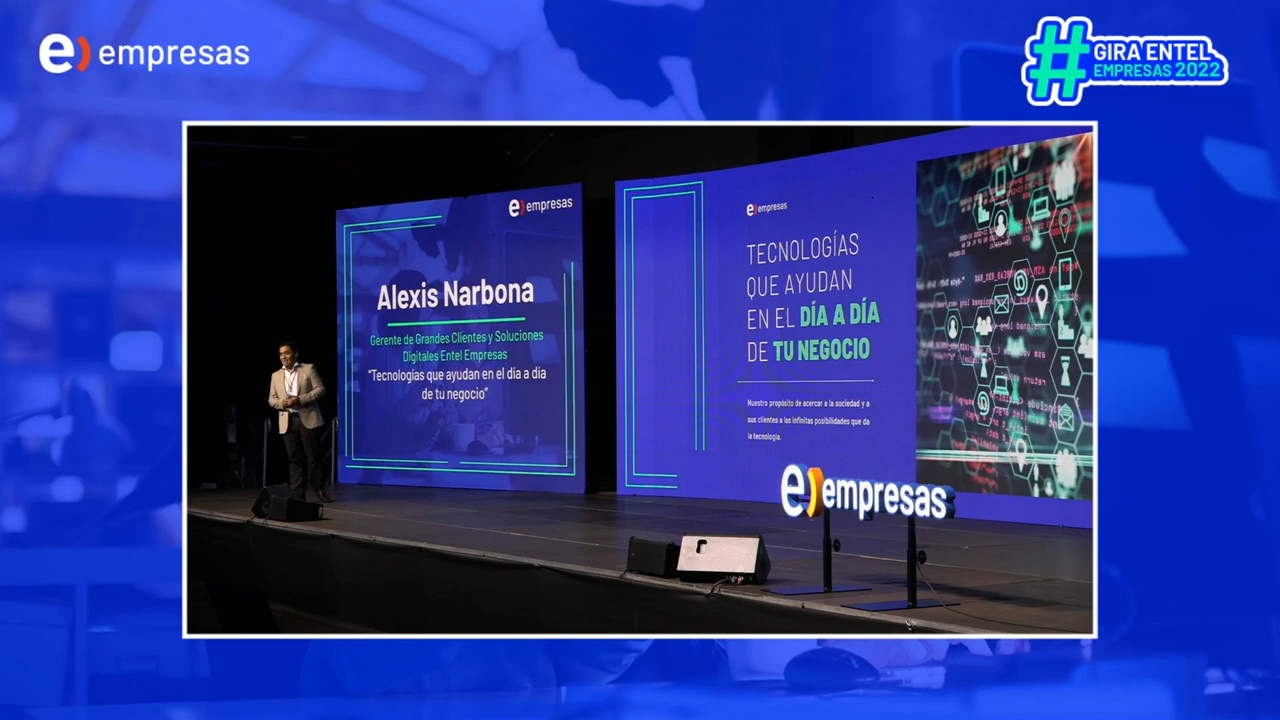 e) empresas
# GIRA ENTEL
EMPRESAS 2022
e) empresas
Alexis Narbona
Gerente de Grandes Clientes y Soluciones
Digitales Entel Empresas
"Tecnologías que ayudan en el día a día
de tu negocio"
e) empresas
TECNOLOGÍAS
QUE AYUDAN
EN EL DÍA A DÍA
DE TU NEGOCIO
Nuestro propósito de acercar a la sociedad y a
sus clientes a las infinitas posibilidades que da
la tecnología.
e) empresas